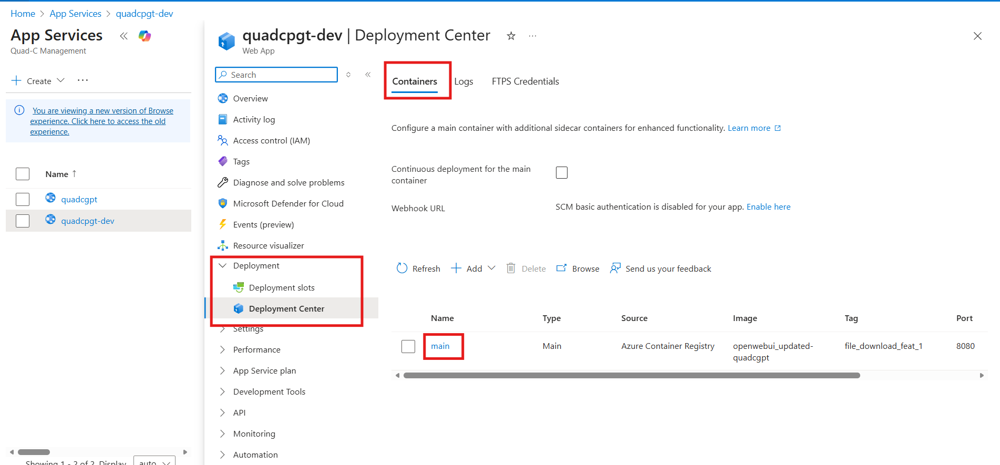 Home > App Services > quadcpgt-dev
App Services
Quad-C Management
Create
You are viewing a new version of Browse
experience. Click here to access the old
experience.
Name ↑
quadcgpt
quadcpgt-dev
Showing 1 - 2 of 2. Display
auto
quadcpgt-dev | Deployment Center
Web App
Search
Overview
Activity log
Access control (IAM)
Tags
Diagnose and solve problems
Microsoft Defender for Cloud
Events (preview)
Resource visualizer
Deployment
Deployment slots
Deployment Center
Settings
Performance
App Service plan
Development Tools
API
Monitoring
Automation
Containers Logs FTPS Credentials
Configure a main container with additional sidecar containers for enhanced functionality. Learn more
Continuous deployment for the main
container
Webhook URL SCM basic authentication is disabled for your app. Enable here
Refresh Add Delete Browse Send us your feedback
Name Type Source Image Tag Port
main Main Azure Container Registry openwebui_updated- file_download_feat_1 8080
quadcgpt